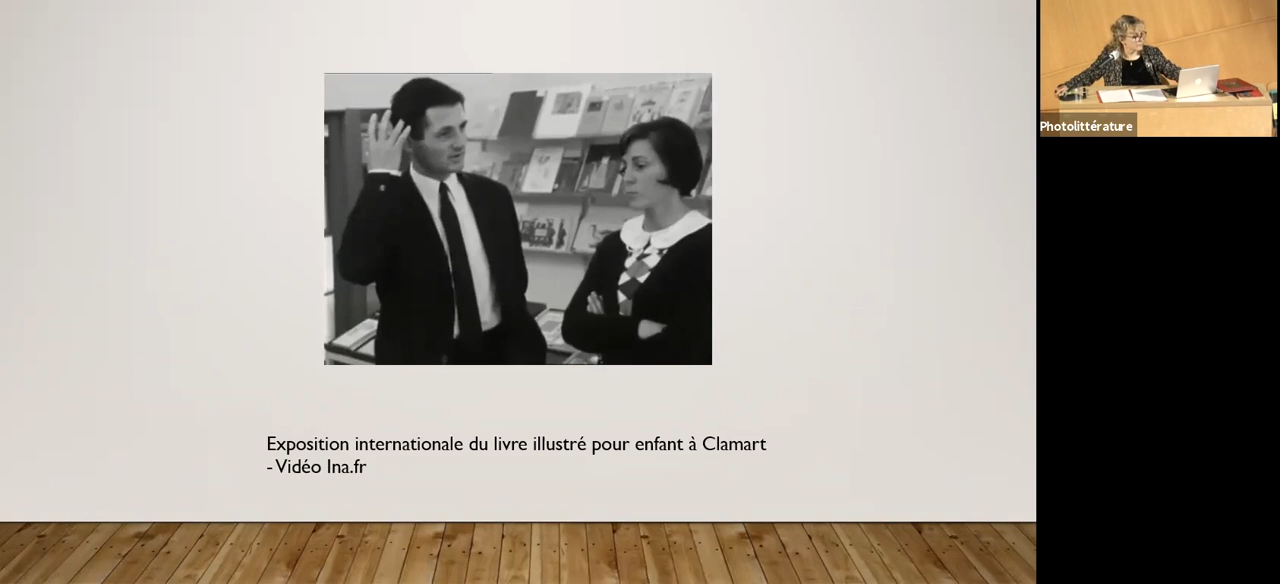 Photolittérature
Exposition internationale du livre illustré pour enfant à Clamart
- Vidéo Ina.fr